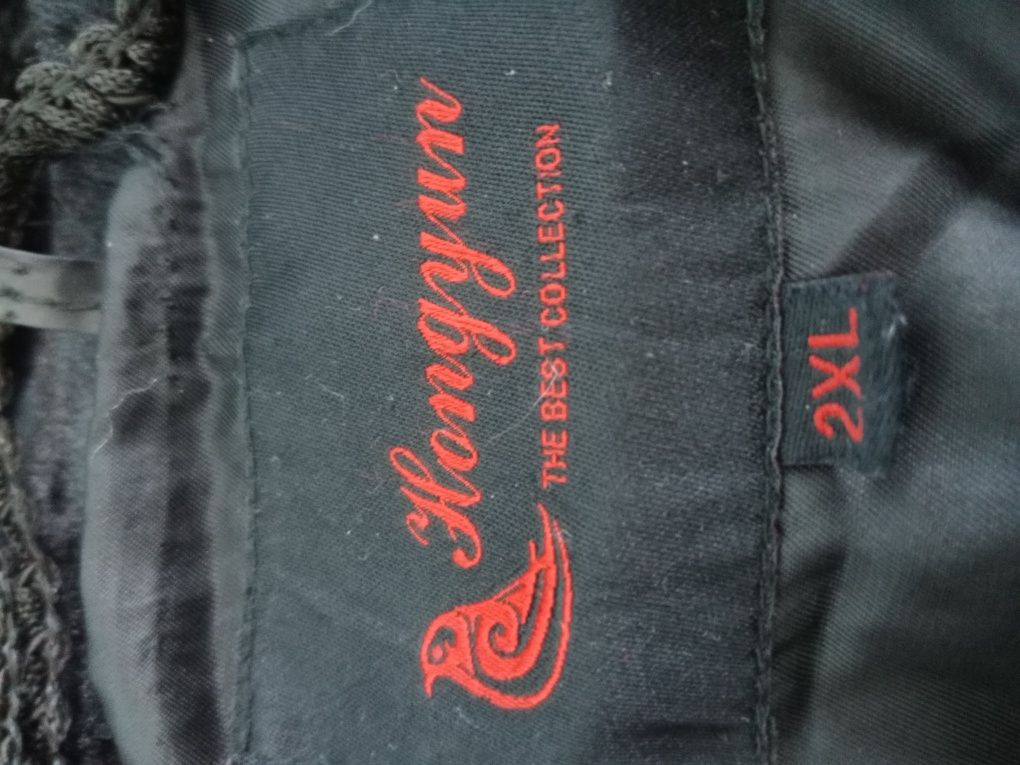 Hongyun
THE BEST COLLECTION
2XL